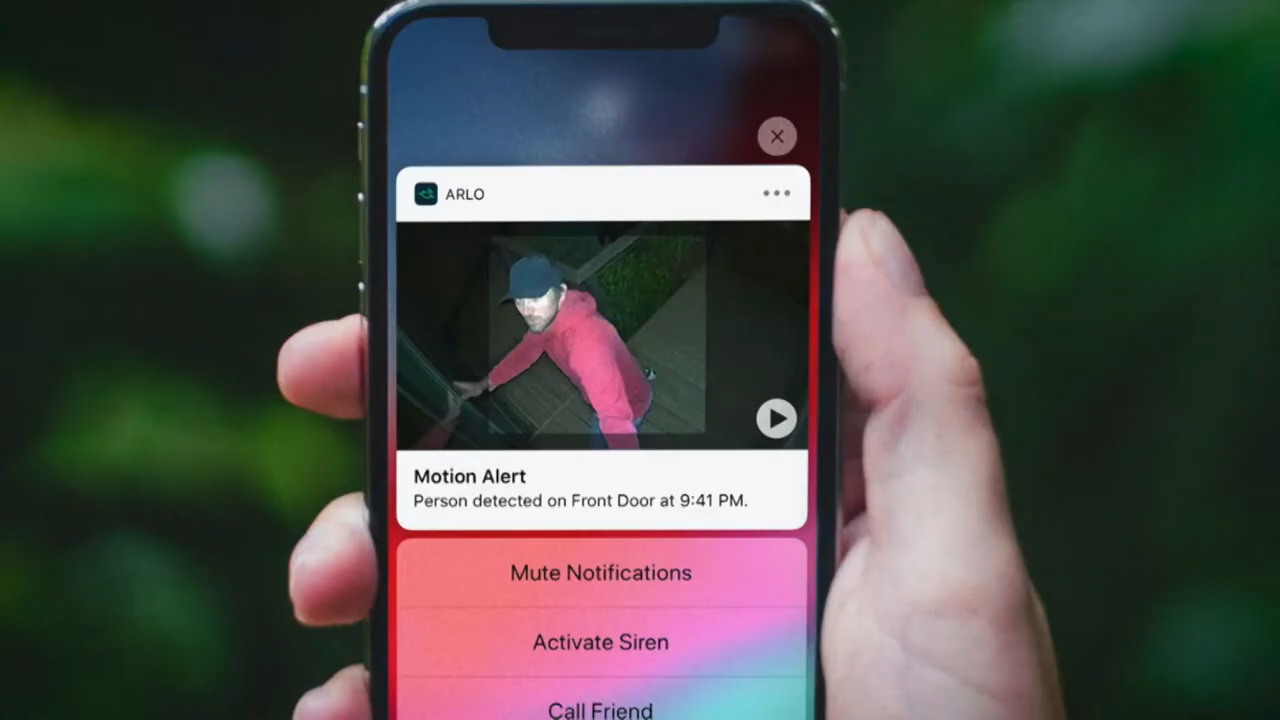 ARLO
Motion Alert
Person detected on Front Door at 9:41 PM.
Mute Notifications
Activate Siren
Call Friend